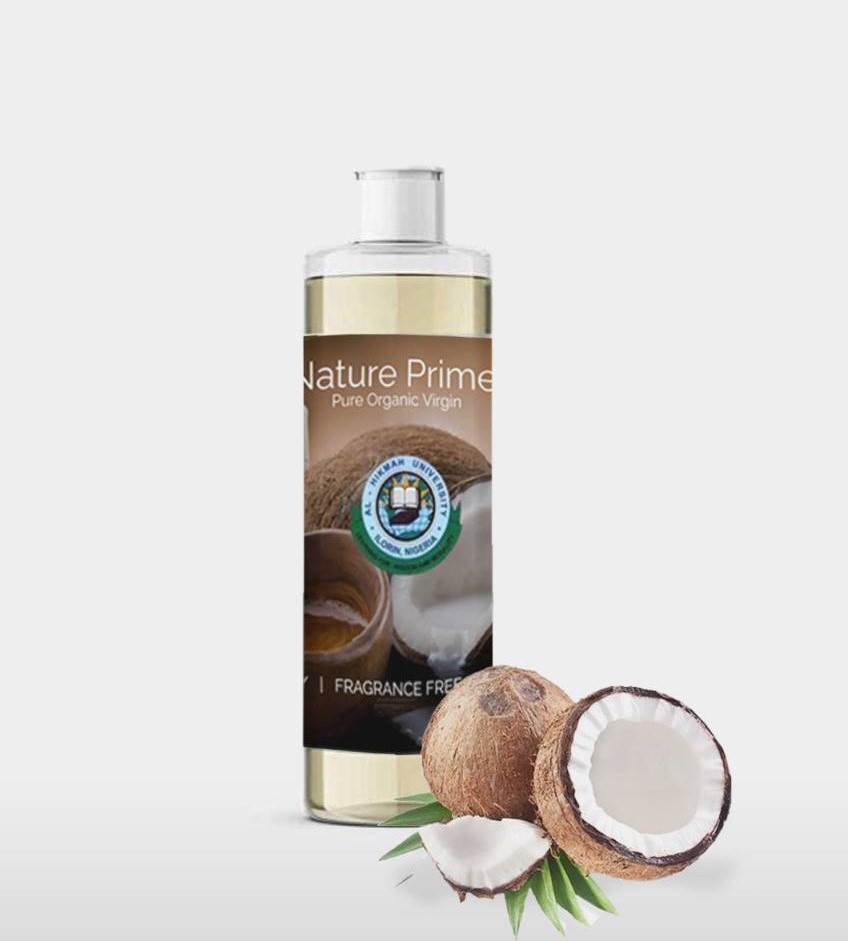 Nature Prime
Pure Organic Virgin
AL - HIKMAH UNIVERSITY
ILORIN, NIGERIA
| FRAGRANCE FREE